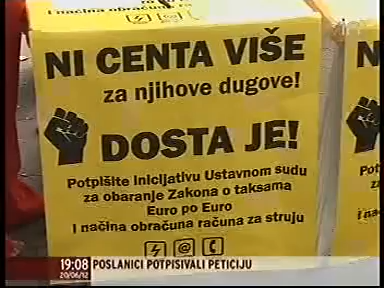 NI CENTA VIŠE
za njihove dugove!
DOSTA JE!
Potpišite Inicijativu Ustavnom sudu
za obaranje Zakona o taksama
Euro po Euro
I načina obračuna računa za struju
19:08
20/06/12
POSLANICI POTPISIVALI PETICIJU